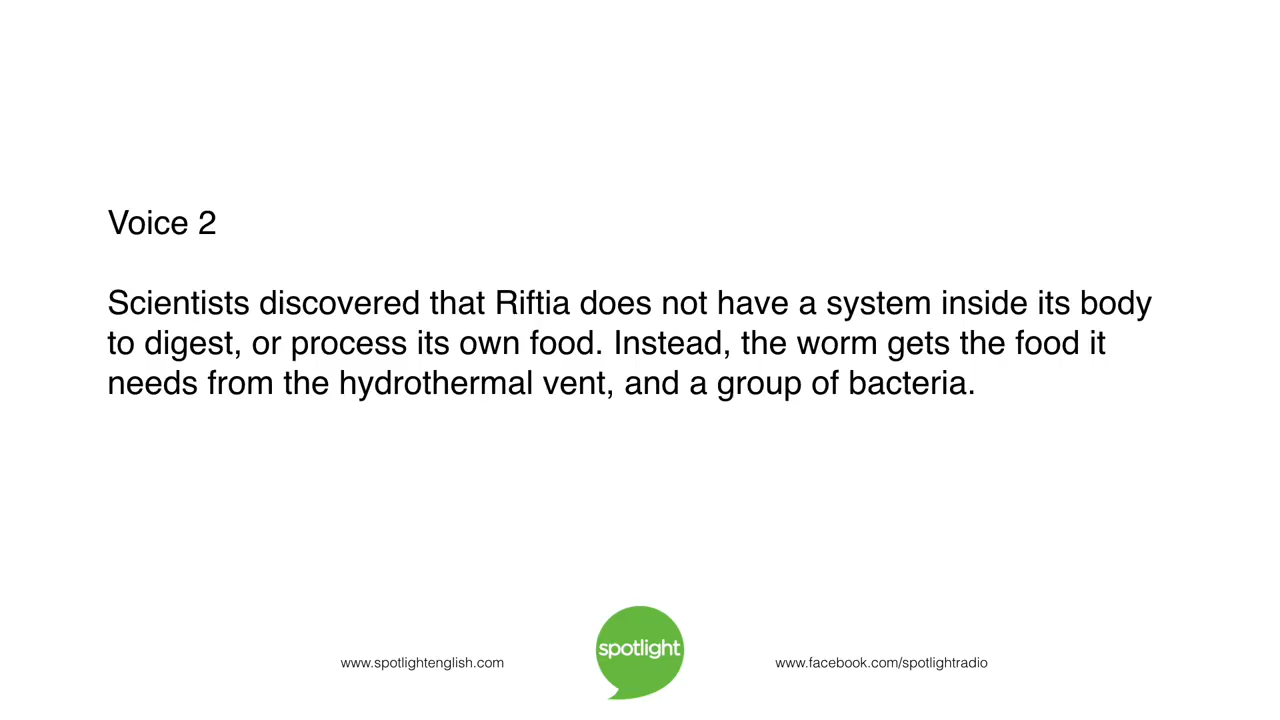 Voice 2
Scientists discovered that Riftia does not have a system inside its body
to digest, or process its own food. Instead, the worm gets the food it
needs from the hydrothermal vent, and a group of bacteria.
spotlight
www.spotlightenglish.com
www.facebook.com/spotlightradio